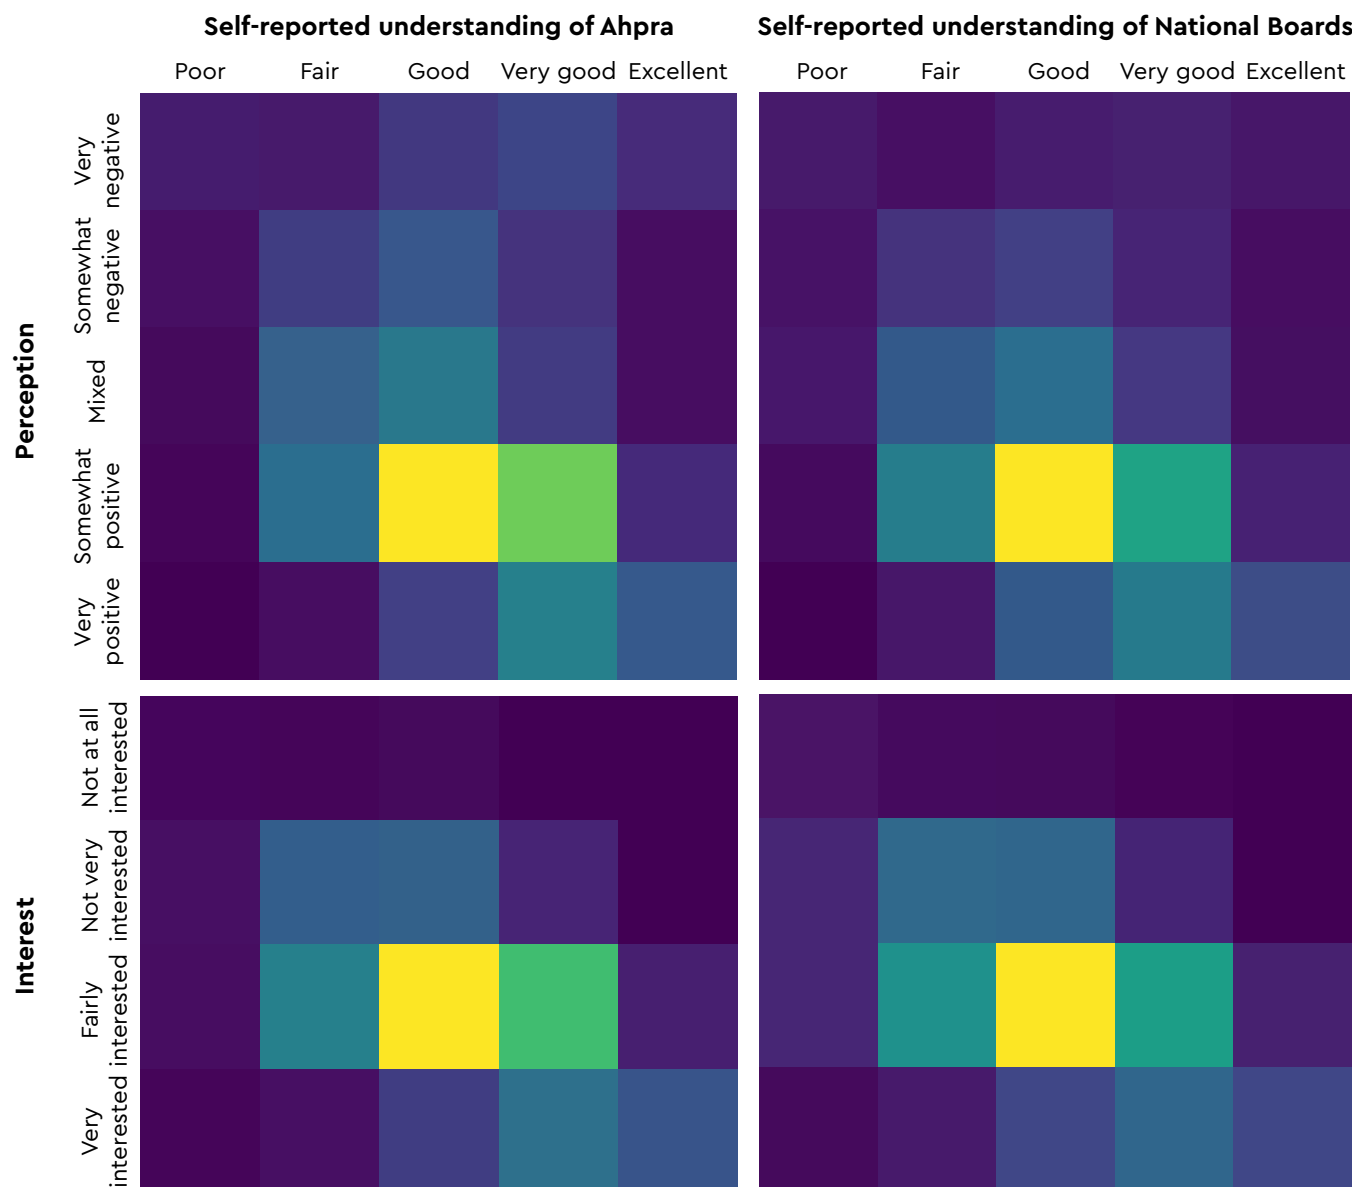 Self-reported understanding of Ahpra
Self-reported understanding of National Boards
Poor Fair Good Very good Excellent
Poor Fair Good Very good Excellent
Perception
Very
negative
Somewhat
negative
Mixed
Somewhat
positive
Very
positive
Interest
Not at all
interested
Not very
interested
Fairly
interested
Very
interested